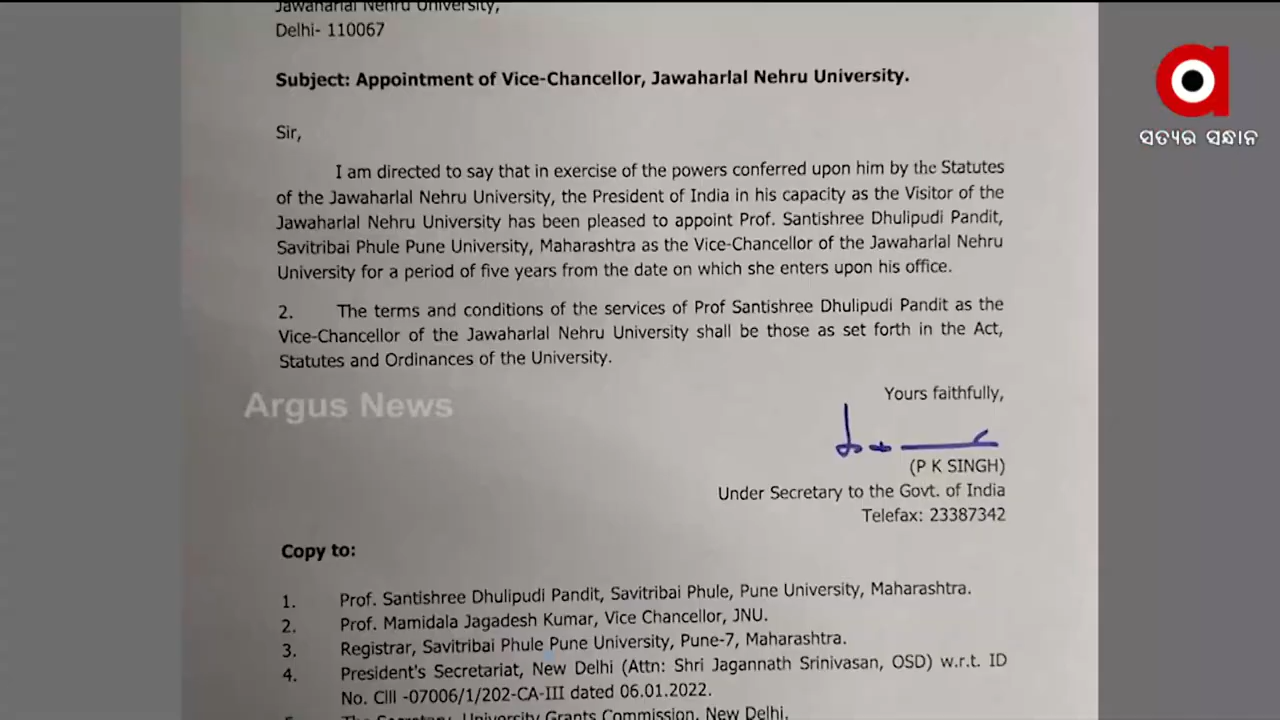 Jawaharlal Nehru University,
Delhi- 110067
Subject: Appointment of Vice-Chancellor, Jawaharlal Nehru University.
ସତ୍ୟର ସନ୍ଧାନ
Sir,
I am directed to say that in exercise of the powers conferred upon him by the Statutes
of the Jawaharlal Nehru University, the President of India in his capacity as the Visitor of the
Jawaharlal Nehru University has been pleased to appoint Prof. Santishree Dhulipudi Pandit,
Savitribai Phule Pune University, Maharashtra as the Vice-Chancellor of the Jawaharlal Nehru
University for a period of five years from the date on which she enters upon his office.
2. The terms and conditions of the services of Prof Santishree Dhulipudi Pandit as the
Vice-Chancellor of the Jawaharlal Nehru University shall be those as set forth in the Act,
Statutes and Ordinances of the University.
Argus News
Yours faithfully,
(P K SINGH)
Under Secretary to the Govt. of India
Telefax: 23387342
Copy to:
1. Prof. Santishree Dhulipudi Pandit, Savitribai Phule, Pune University, Maharashtra.
2. Prof. Mamidala Jagadesh Kumar, Vice Chancellor, JNU.
3. Registrar, Savitribai Phule Pune University, Pune-7, Maharashtra.
4. President's Secretariat, New Delhi (Attn: Shri Jagannath Srinivasan, OSD) w.r.t. ID
No. CIII -07006/1/202-CA-III dated 06.01.2022.
The Secretary, University Grants Commission, New Delhi.